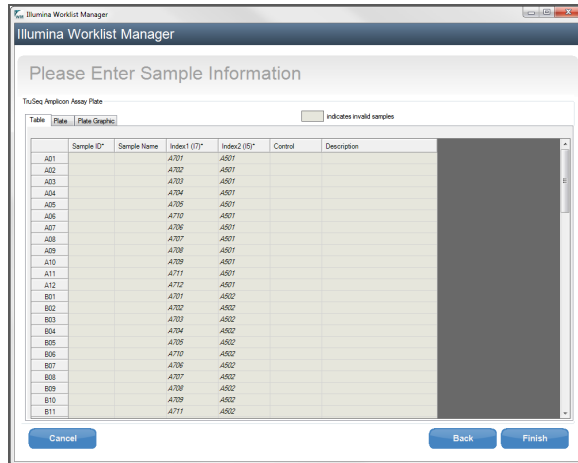 Illumina Worklist Manager
Illumina Worklist Manager
Please Enter Sample Information
TruSeq Amplicon Assay Plate
Table Plate Plate Graphic
indicates invalid samples
Sample ID* Sample Name Index1 (I7)* Index2 (I5)* Control Description
A01 A701 A501
A02 A702 A501
A03 A703 A501
A04 A704 A501
A05 A705 A501
A06 A710 A501
A07 A706 A501
A08 A707 A501
A09 A708 A501
A10 A709 A501
A11 A711 A501
A12 A712 A501
B01 A701 A502
B02 A702 A502
B03 A703 A502
B04 A704 A502
B05 A705 A502
B06 A710 A502
B07 A706 A502
B08 A707 A502
B09 A708 A502
B10 A709 A502
B11 A711 A502
Cancel Back Finish